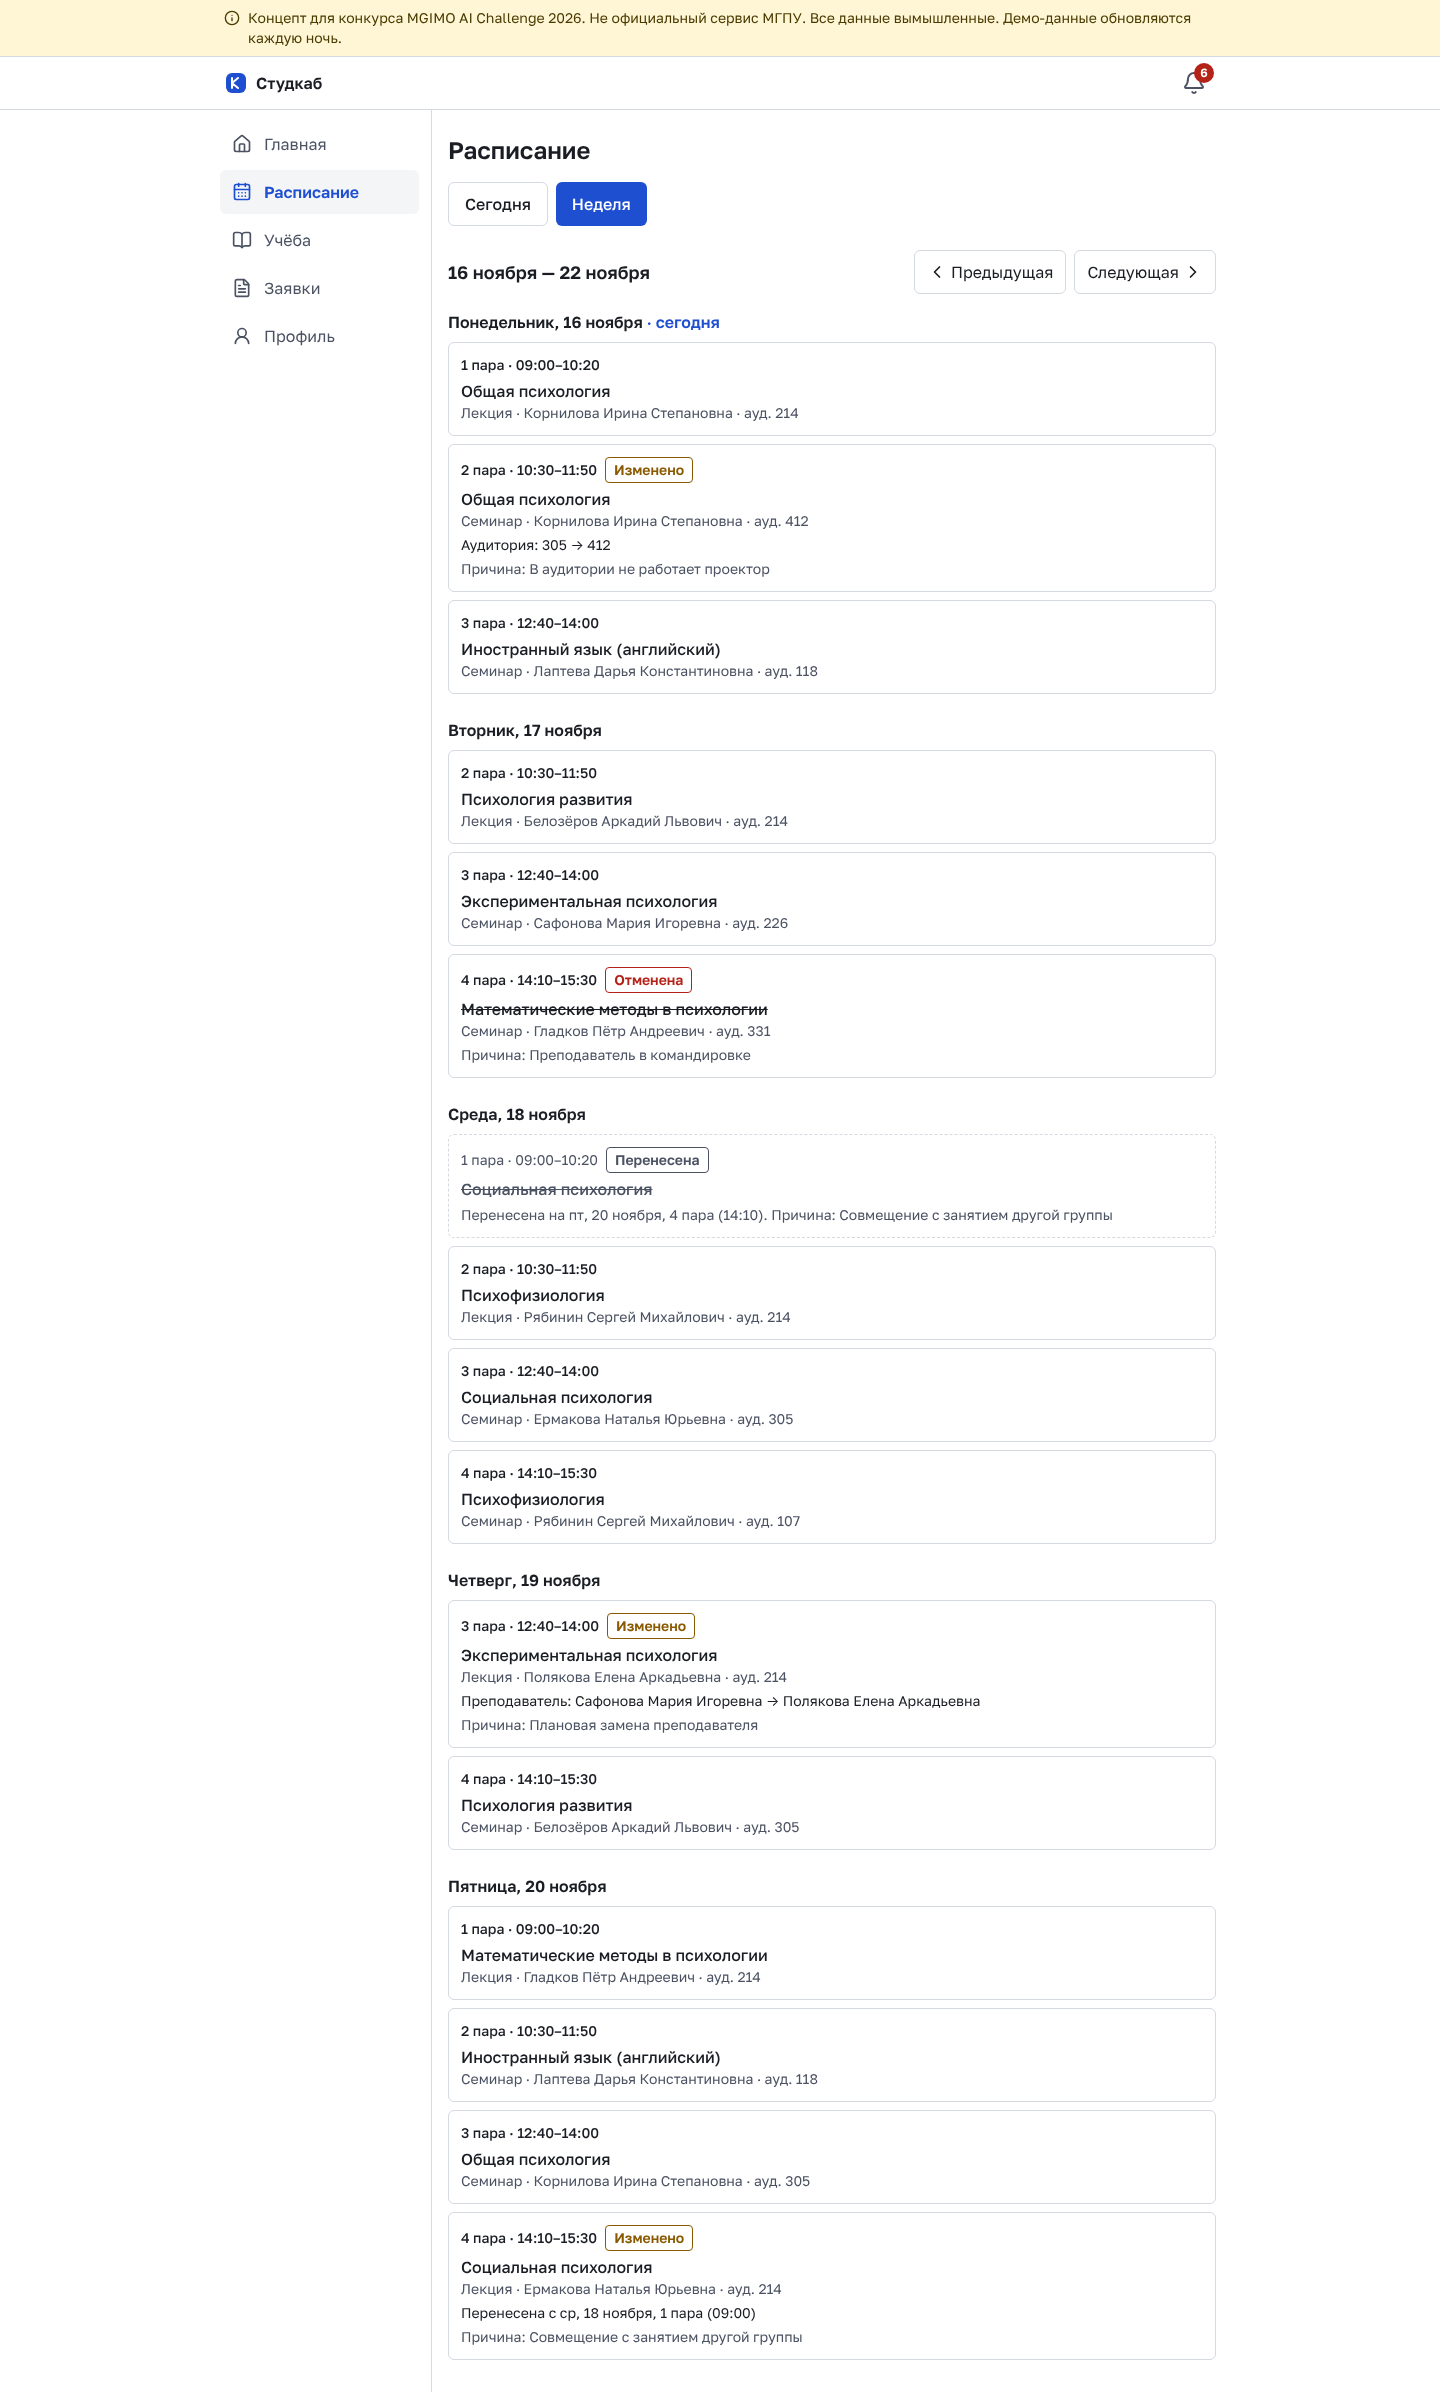 Концепт для конкурса MGIMO AI Challenge 2026. Не официальный сервис МГПУ. Все данные вымышленные. Демо-данные обновляются
каждую ночь.
Студкаб
6
Главная
Расписание
Учёба
Заявки
Профиль
Расписание
Сегодня
Неделя
16 ноября — 22 ноября
Предыдущая
Следующая
Понедельник, 16 ноября · сегодня
1 пара · 09:00–10:20
Общая психология
Лекция · Корнилова Ирина Степановна · ауд. 214
2 пара · 10:30–11:50 Изменено
Общая психология
Семинар · Корнилова Ирина Степановна · ауд. 412
Аудитория: 305 → 412
Причина: В аудитории не работает проектор
3 пара · 12:40–14:00
Иностранный язык (английский)
Семинар · Лаптева Дарья Константиновна · ауд. 118
Вторник, 17 ноября
2 пара · 10:30–11:50
Психология развития
Лекция · Белозёров Аркадий Львович · ауд. 214
3 пара · 12:40–14:00
Экспериментальная психология
Семинар · Сафонова Мария Игоревна · ауд. 226
4 пара · 14:10–15:30 Отменена
Математические методы в психологии
Семинар · Гладков Пётр Андреевич · ауд. 331
Причина: Преподаватель в командировке
Среда, 18 ноября
1 пара · 09:00–10:20 Перенесена
Социальная психология
Перенесена на пт, 20 ноября, 4 пара (14:10). Причина: Совмещение с занятием другой группы
2 пара · 10:30–11:50
Психофизиология
Лекция · Рябинин Сергей Михайлович · ауд. 214
3 пара · 12:40–14:00
Социальная психология
Семинар · Ермакова Наталья Юрьевна · ауд. 305
4 пара · 14:10–15:30
Психофизиология
Семинар · Рябинин Сергей Михайлович · ауд. 107
Четверг, 19 ноября
3 пара · 12:40–14:00 Изменено
Экспериментальная психология
Лекция · Полякова Елена Аркадьевна · ауд. 214
Преподаватель: Сафонова Мария Игоревна → Полякова Елена Аркадьевна
Причина: Плановая замена преподавателя
4 пара · 14:10–15:30
Психология развития
Семинар · Белозёров Аркадий Львович · ауд. 305
Пятница, 20 ноября
1 пара · 09:00–10:20
Математические методы в психологии
Лекция · Гладков Пётр Андреевич · ауд. 214
2 пара · 10:30–11:50
Иностранный язык (английский)
Семинар · Лаптева Дарья Константиновна · ауд. 118
3 пара · 12:40–14:00
Общая психология
Семинар · Корнилова Ирина Степановна · ауд. 305
4 пара · 14:10–15:30 Изменено
Социальная психология
Лекция · Ермакова Наталья Юрьевна · ауд. 214
Перенесена с ср, 18 ноября, 1 пара (09:00)
Причина: Совмещение с занятием другой группы